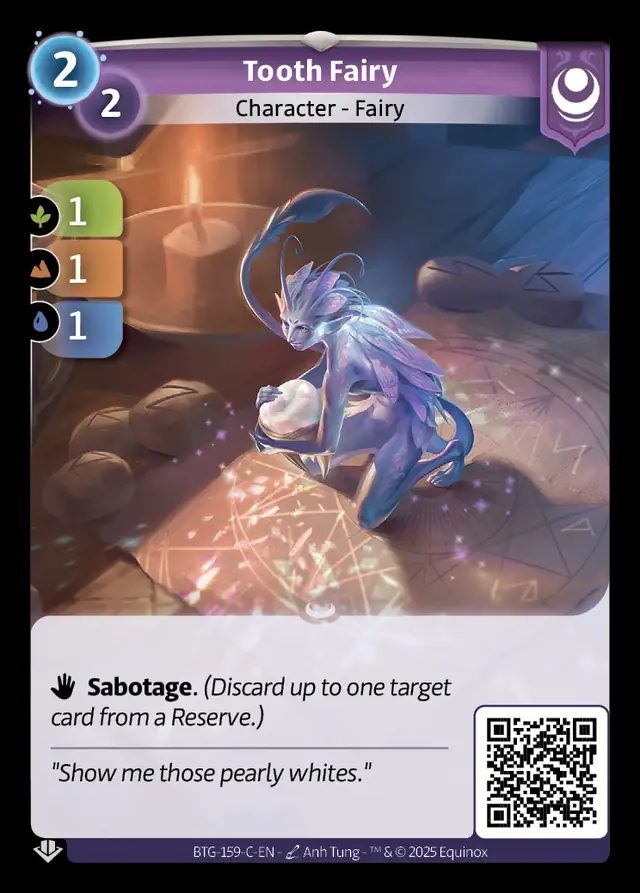 2
Tooth Fairy
2
Character - Fairy
1
1
1
Sabotage. (Discard up to one target
card from a Reserve.)
"Show me those pearly whites."
BTG-159-C-EN - Anh Tung - ™ & © 2025 Equinox